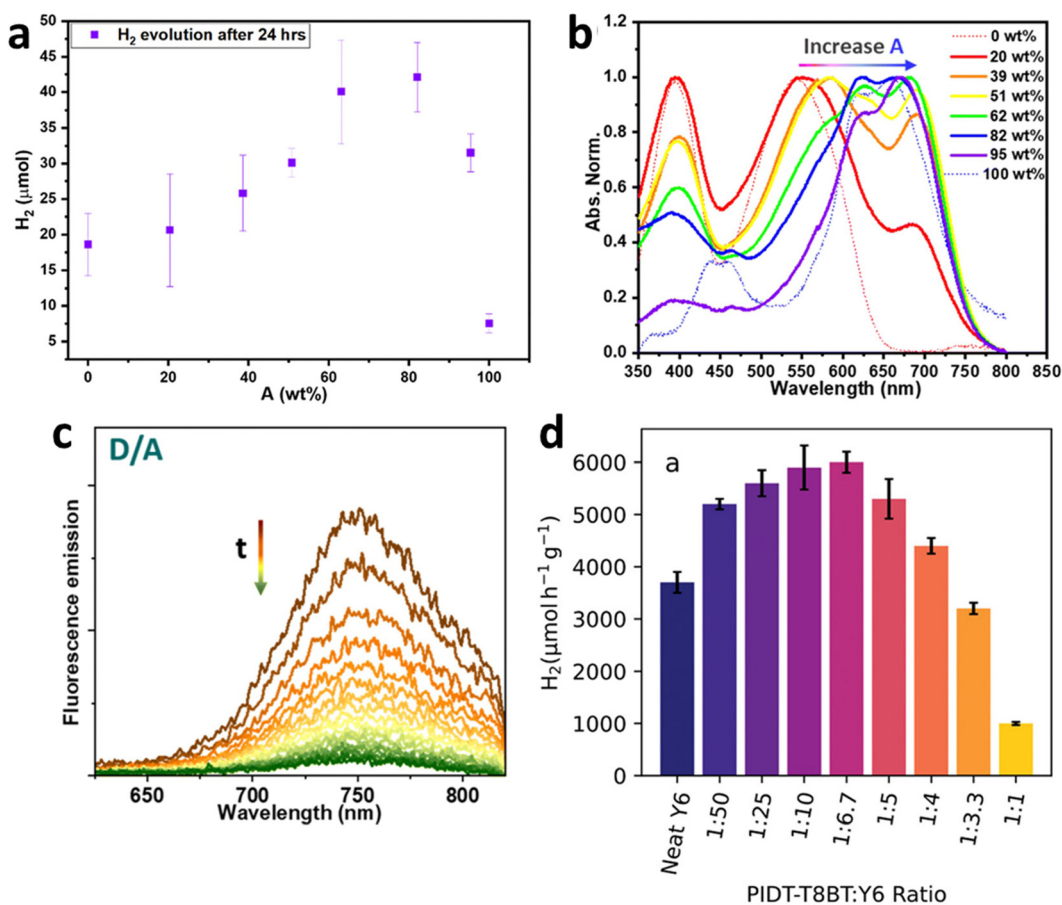 a
H₂ evolution after 24 hrs
50
45
40
35
30
25
20
15
10
5
H₂ (μmol)
0 20 40 60 80 100
A (wt%)
b
Increase A
0 wt%
20 wt%
39 wt%
51 wt%
62 wt%
82 wt%
95 wt%
100 wt%
1.2
1.0
0.8
0.6
0.4
0.2
0.0
Abs. Norm.
350 400 450 500 550 600 650 700 750 800 850
Wavelength (nm)
c
D/A
t
Fluorescence emission
650 700 750 800
Wavelength (nm)
d
a
6000
5000
4000
3000
2000
1000
0
H₂(μmol h⁻¹ g⁻¹)
Neat Y6
1:50
1:25
1:10
1:6.7
1:5
1:4
1:3.3
1:1
PIDT-T8BT:Y6 Ratio